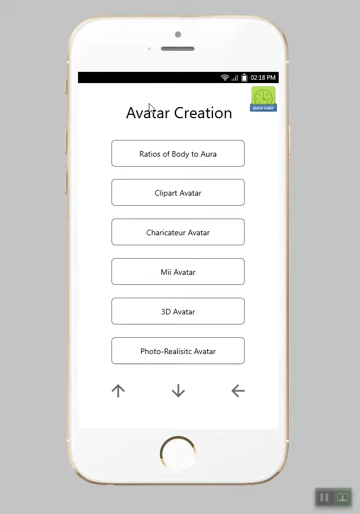 02:18 PM
Avatar Creation
Ratios of Body to Aura
Clipart Avatar
Charicateur Avatar
Mii Avatar
3D Avatar
Photo-Realisitc Avatar